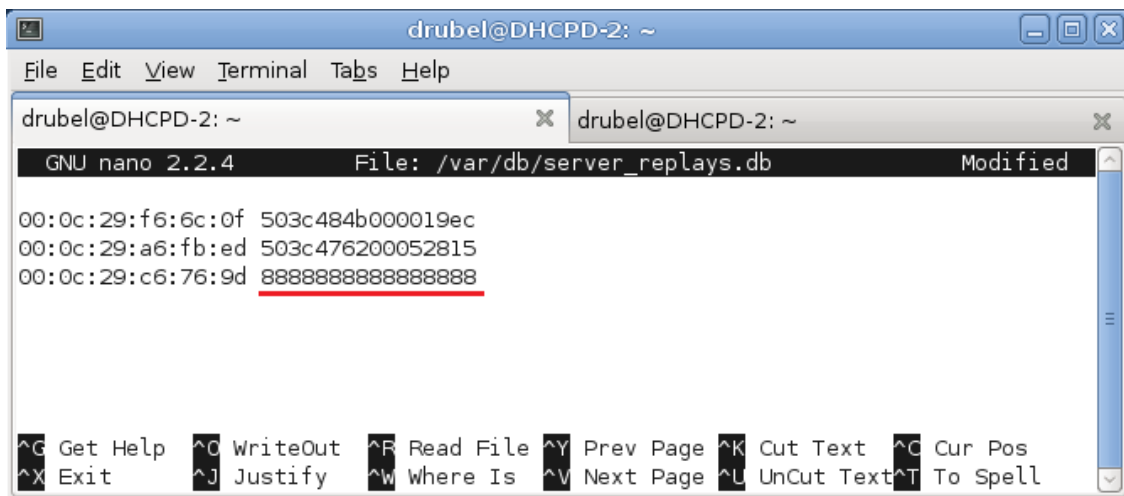 drubel@DHCPD-2: ~
File Edit View Terminal Tabs Help
drubel@DHCPD-2: ~ drubel@DHCPD-2: ~
GNU nano 2.2.4 File: /var/db/server_replays.db Modified
00:0c:29:f6:6c:0f 503c484b000019ec
00:0c:29:a6:fb:ed 503c476200052815
00:0c:29:c6:76:9d 8888888888888888
^G Get Help ^O WriteOut ^R Read File ^Y Prev Page ^K Cut Text ^C Cur Pos
^X Exit ^J Justify ^W Where Is ^V Next Page ^U UnCut Text ^T To Spell